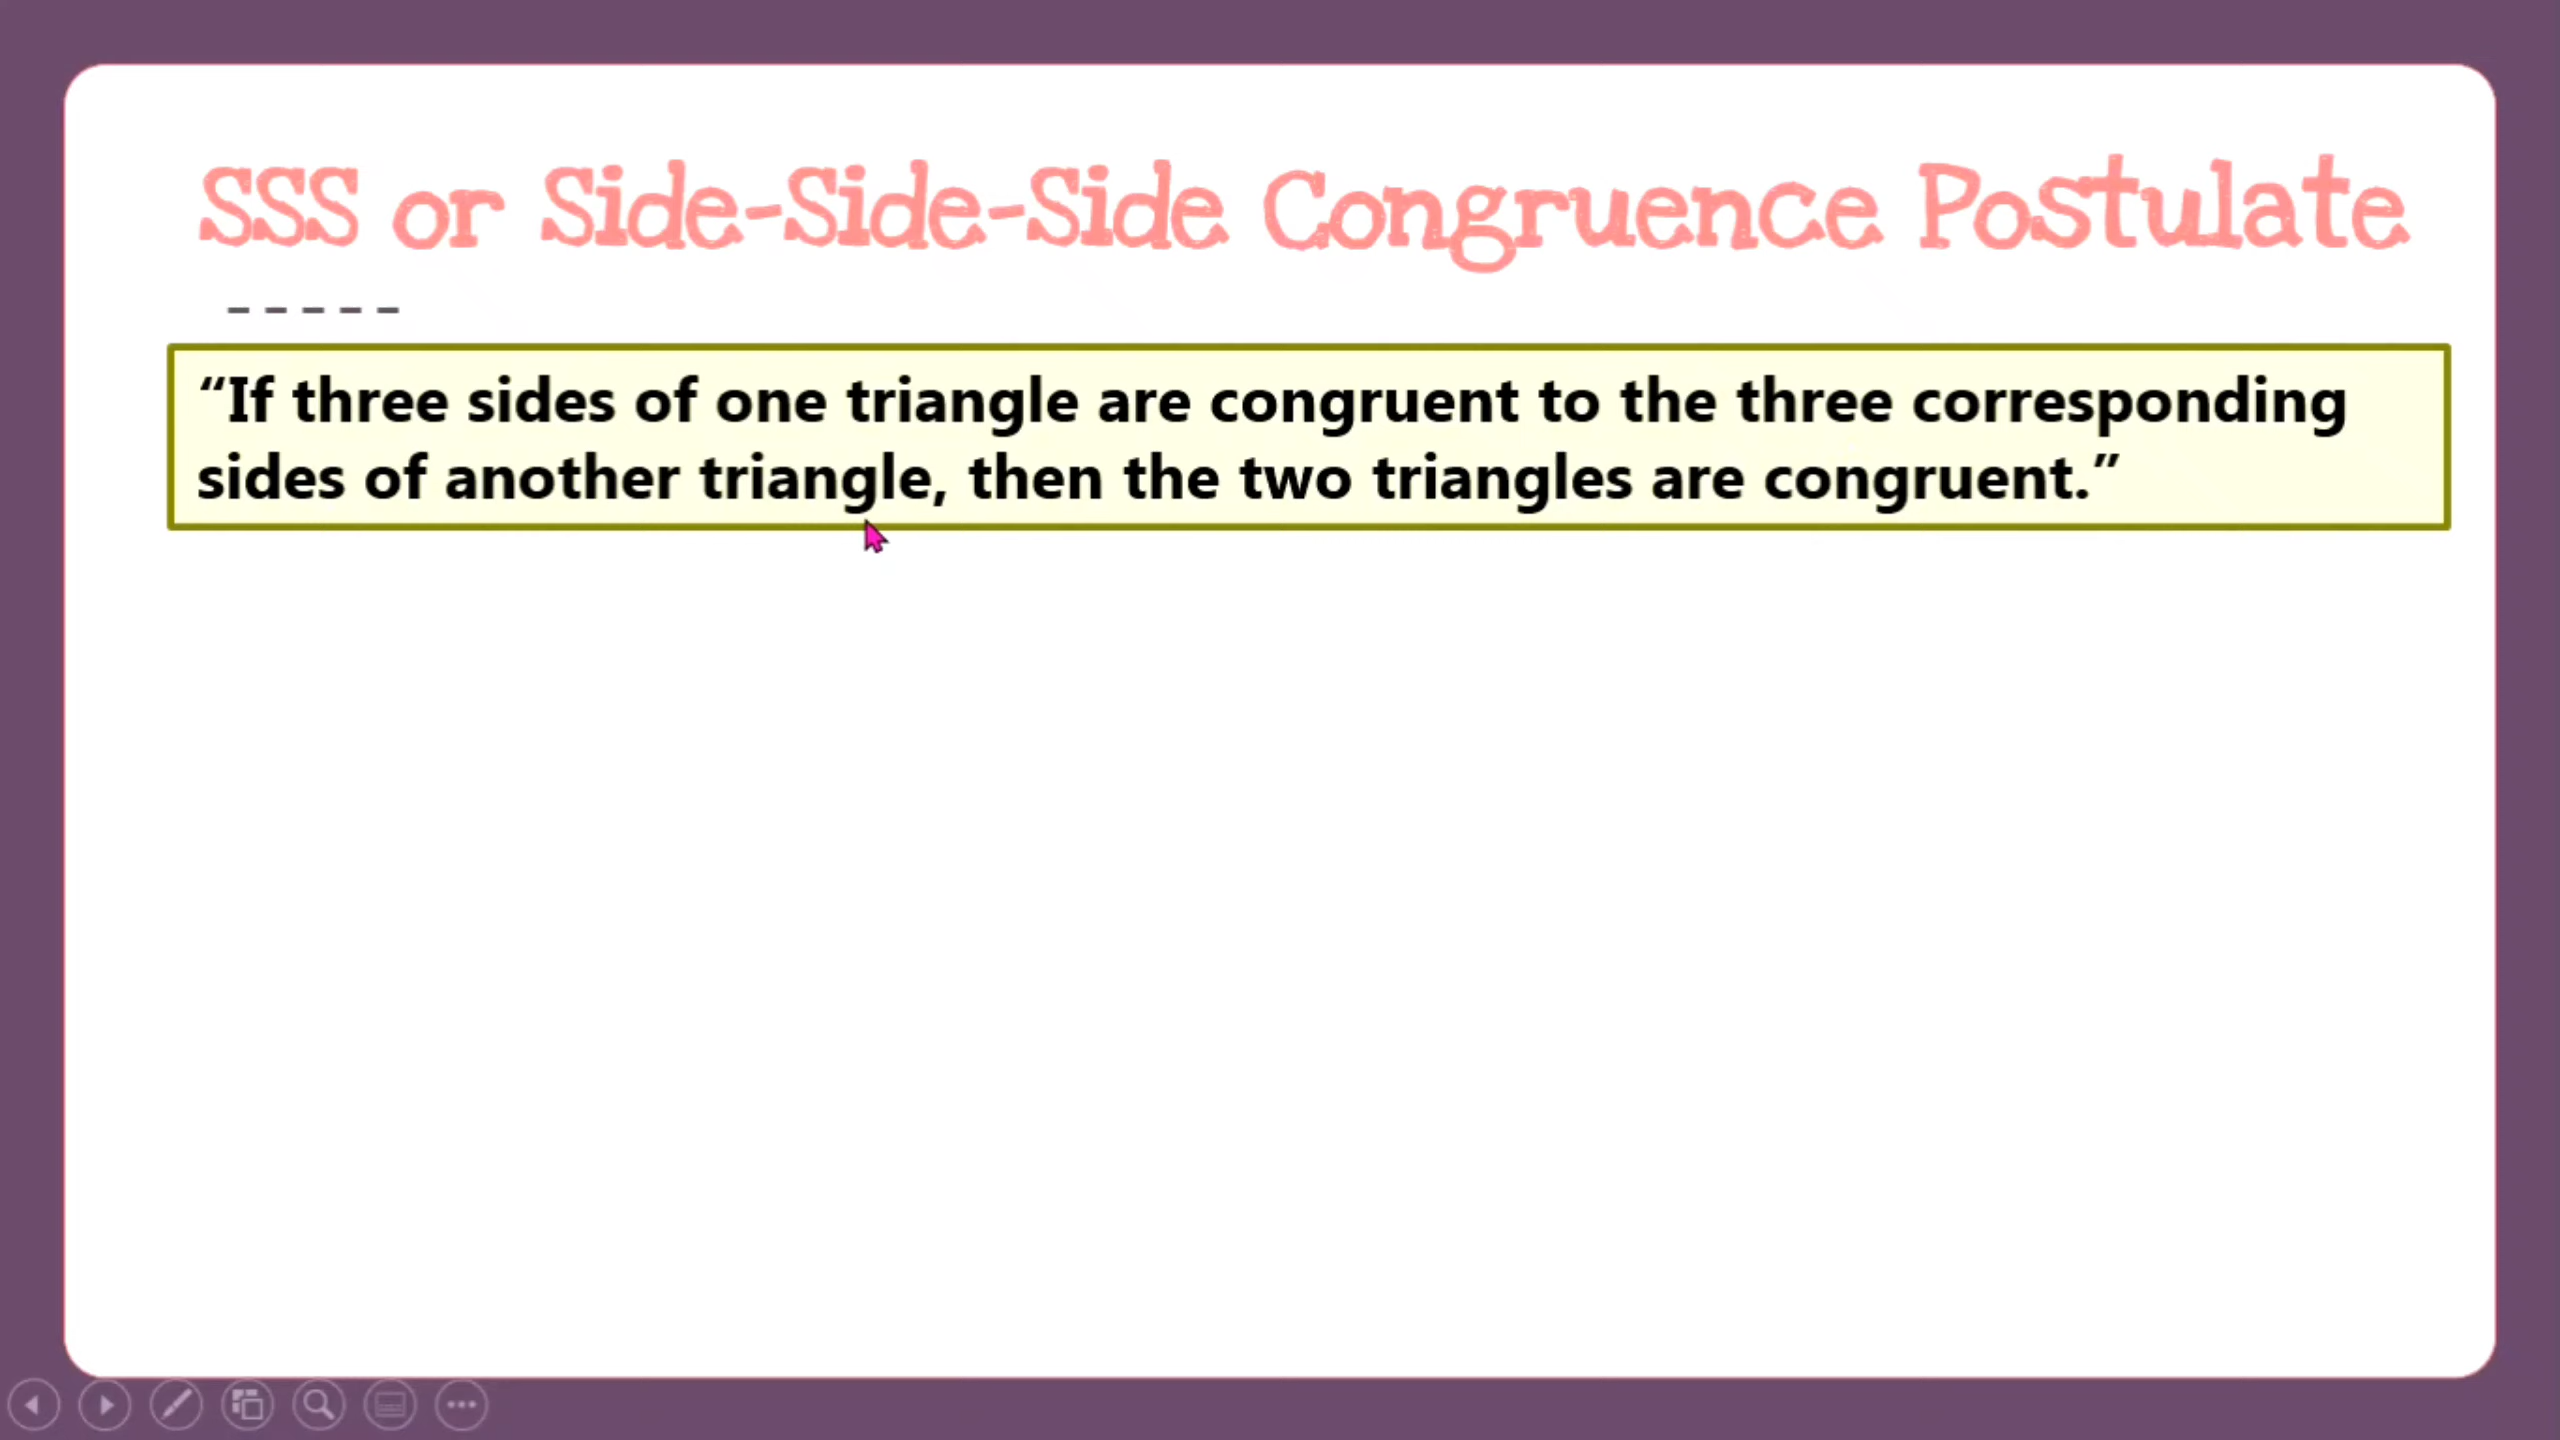 SSS or Side-Side-Side Congruence Postulate
-----
“If three sides of one triangle are congruent to the three corresponding
sides of another triangle, then the two triangles are congruent.”